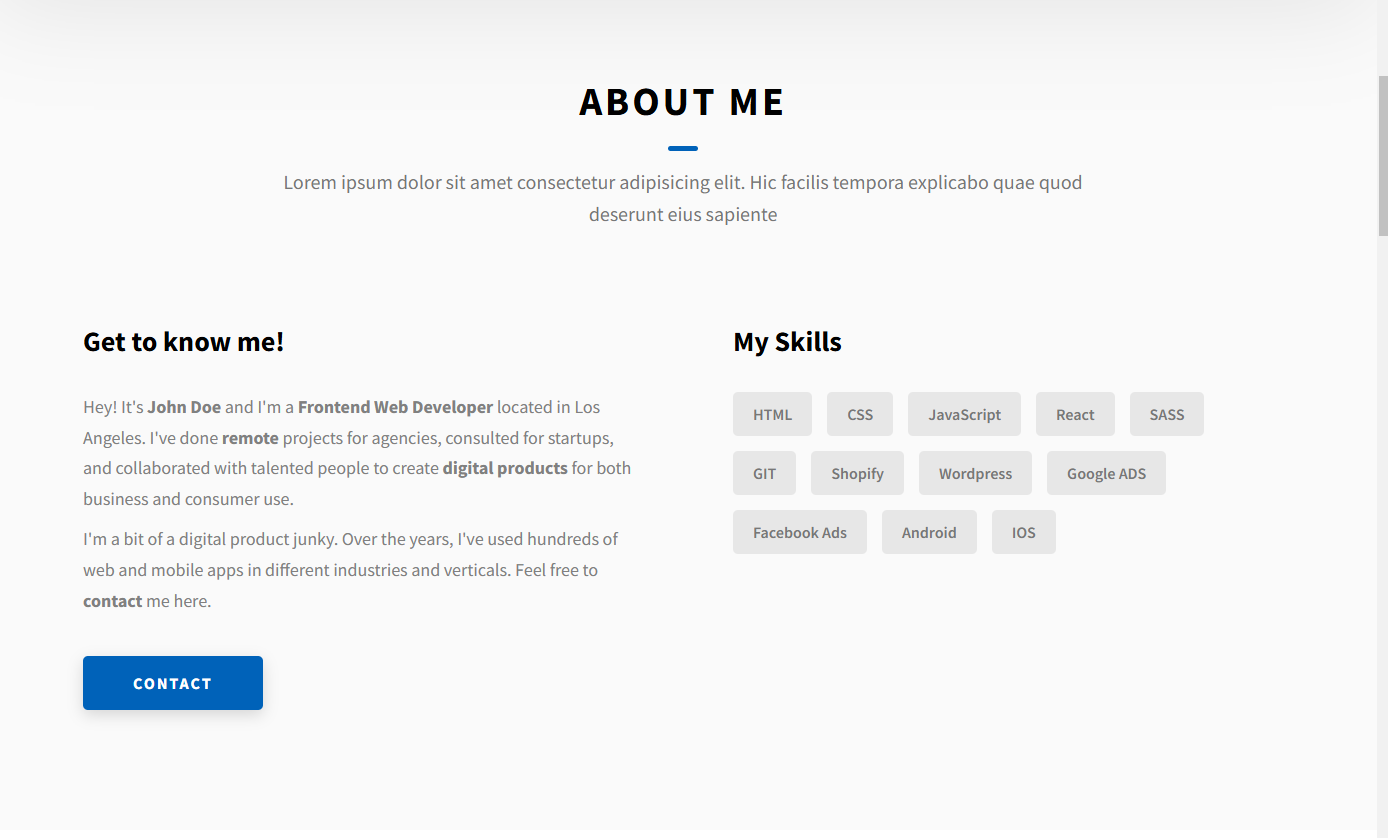 ABOUT ME
Lorem ipsum dolor sit amet consectetur adipisicing elit. Hic facilis tempora explicabo quae quod
deserunt eius sapiente
Get to know me!
Hey! It's John Doe and I'm a Frontend Web Developer located in Los
Angeles. I've done remote projects for agencies, consulted for startups,
and collaborated with talented people to create digital products for both
business and consumer use.
I'm a bit of a digital product junky. Over the years, I've used hundreds of
web and mobile apps in different industries and verticals. Feel free to
contact me here.
CONTACT
My Skills
HTML CSS JavaScript React SASS
GIT Shopify Wordpress Google ADS
Facebook Ads Android IOS